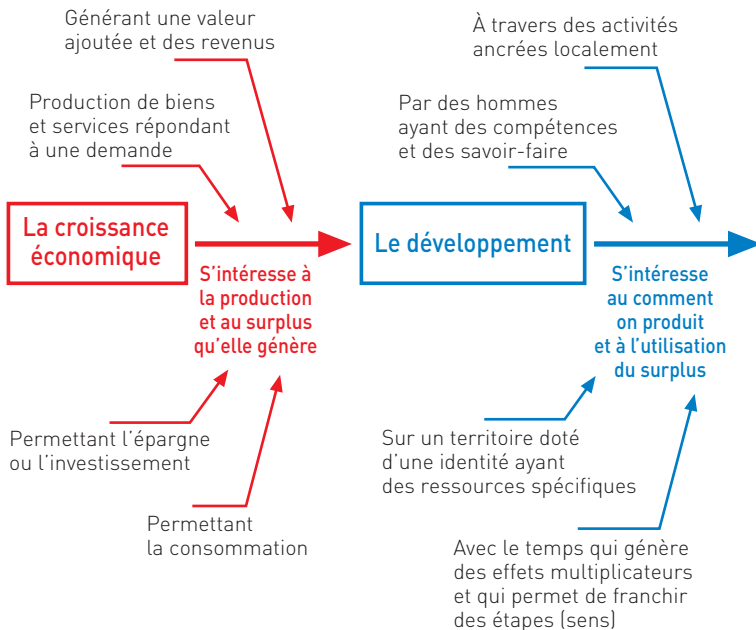 Générant une valeur
ajoutée et des revenus
Production de biens
et services répondant
à une demande
La croissance
économique
S'intéresse à
la production
et au surplus
qu'elle génère
Permettant l'épargne
ou l'investissement
Permettant
la consommation
À travers des activités
ancrées localement
Par des hommes
ayant des compétences
et des savoir-faire
Le développement
S'intéresse
au comment
on produit
et à l'utilisation
du surplus
Sur un territoire doté
d'une identité ayant
des ressources spécifiques
Avec le temps qui génère
des effets multiplicateurs
et qui permet de franchir
des étapes (sens)